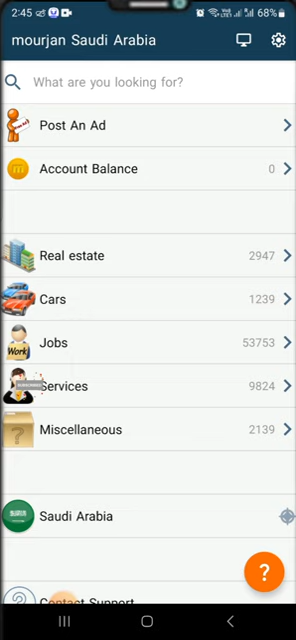 2:45
68%
mourjan Saudi Arabia
What are you looking for?
Post An Ad
Account Balance 0
Real estate 2947
Cars 1239
Work
Jobs 53753
Services 9824
Miscellaneous 2139
Saudi Arabia
Contact Support
?